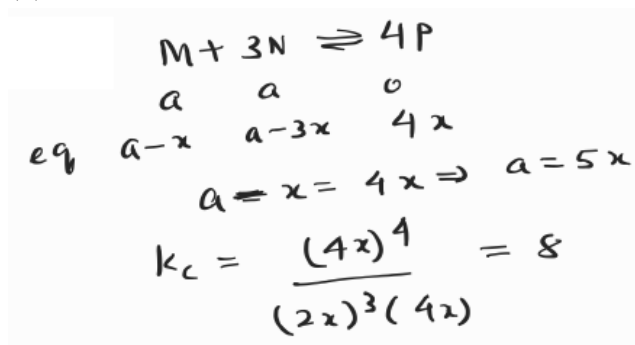 M + 3N ⇌ 4P
a a 0
eq a-x a-3x 4x
a - x = 4x ⇒ a = 5x
kc = (4x)^4 / (2x)^3 (4x) = 8